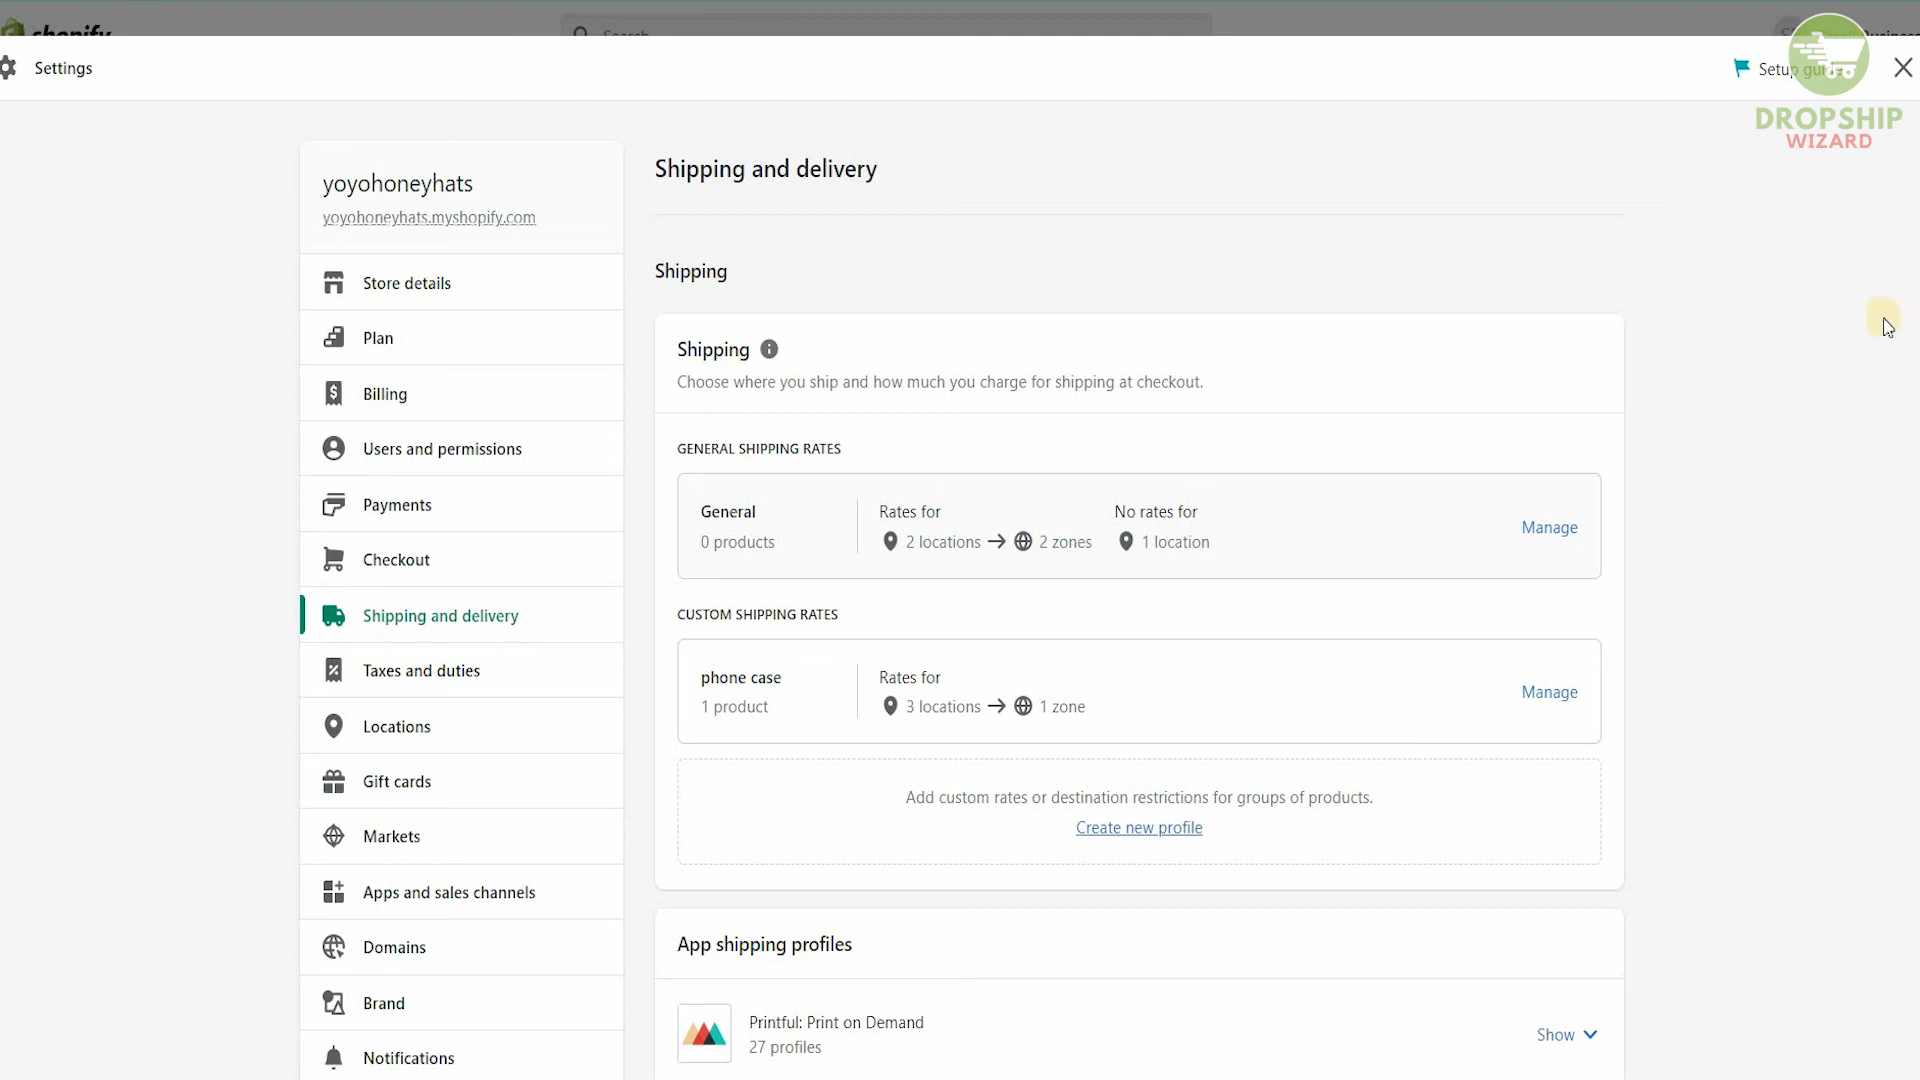 shopify
Search
Settings
Setup guide
DROPSHIP
WIZARD
yoyohoneyhats
yoyohoneyhats.myshopify.com
Store details
Plan
Billing
Users and permissions
Payments
Checkout
Shipping and delivery
Taxes and duties
Locations
Gift cards
Markets
Apps and sales channels
Domains
Brand
Notifications
Shipping and delivery
Shipping
Shipping
Choose where you ship and how much you charge for shipping at checkout.
GENERAL SHIPPING RATES
General
0 products
Rates for
2 locations → 2 zones
No rates for
1 location
Manage
CUSTOM SHIPPING RATES
phone case
1 product
Rates for
3 locations → 1 zone
Manage
Add custom rates or destination restrictions for groups of products.
Create new profile
App shipping profiles
Printful: Print on Demand
27 profiles
Show